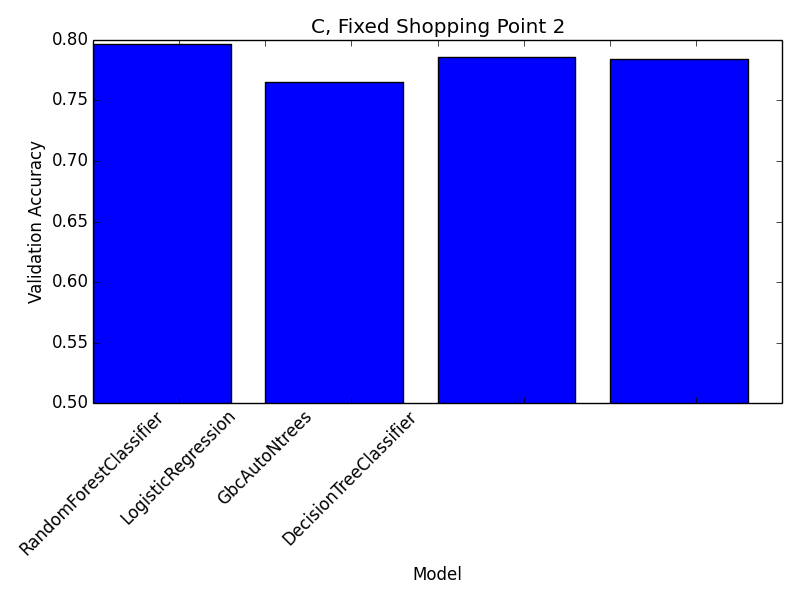 C, Fixed Shopping Point 2
0.80
0.75
0.70
0.65
0.60
0.55
0.50
Validation Accuracy
RandomForestClassifier
LogisticRegression
GbcAutoNtrees
DecisionTreeClassifier
Model